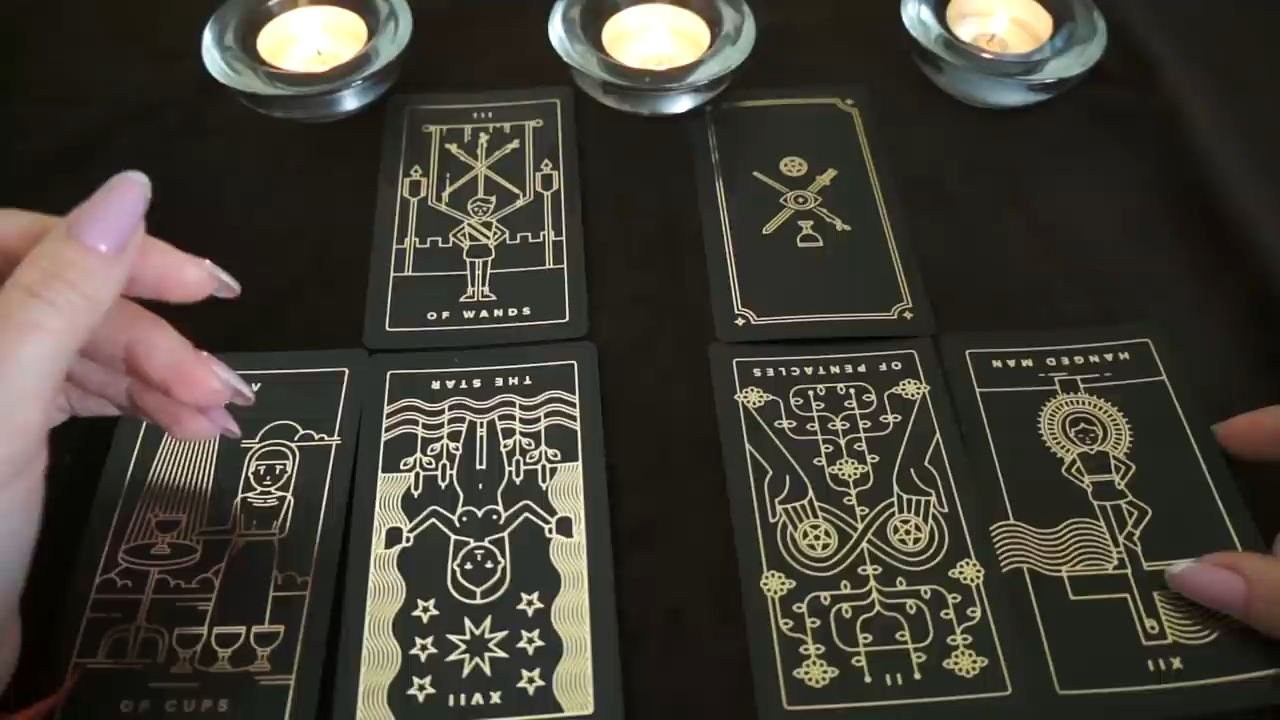 III
OF WANDS
OF CUPS
THE STAR
XVII
OF PENTACLES
II
HANGED MAN
XII